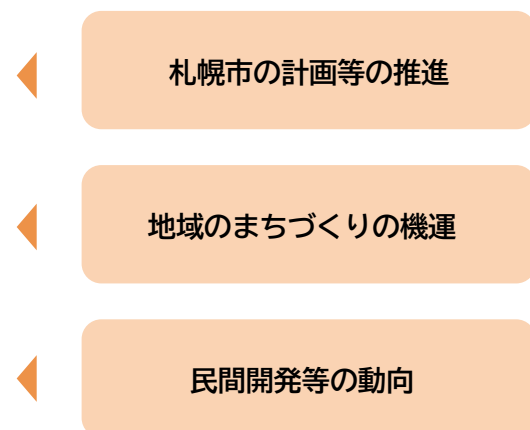 札幌市の計画等の推進
地域のまちづくりの機運
民間開発等の動向